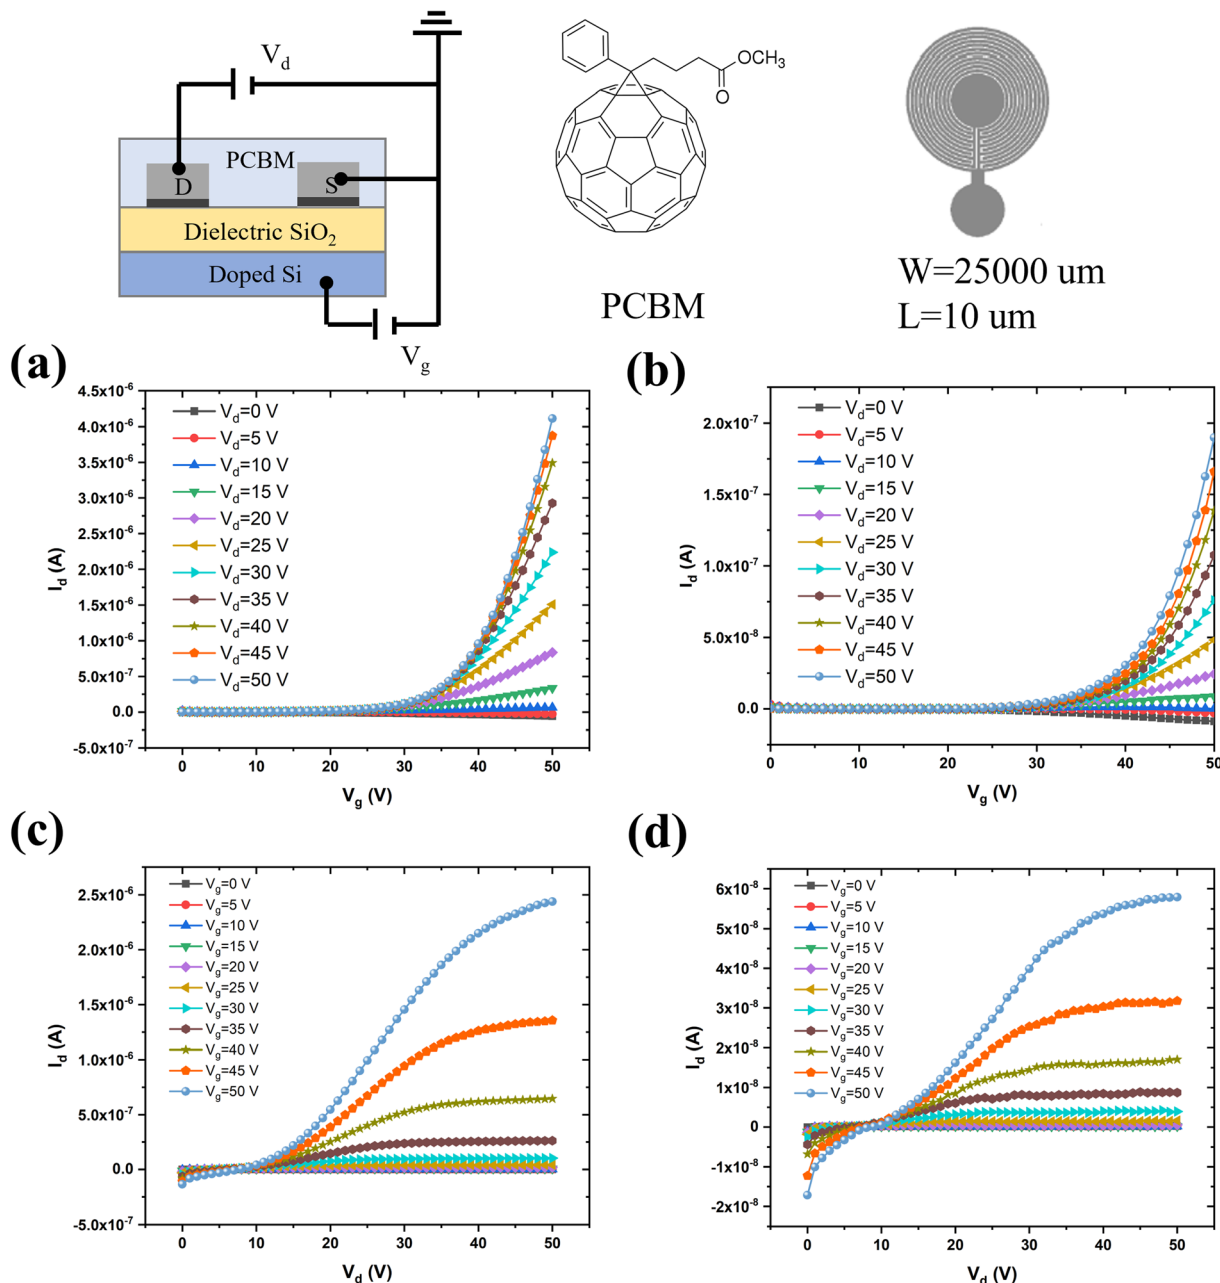 V_d
PCBM
D
S
Dielectric SiO₂
Doped Si
V_g
OCH₃
O
PCBM
W=25000 um
L=10 um
(a)
4.5x10⁻⁶
4.0x10⁻⁶
3.5x10⁻⁶
3.0x10⁻⁶
2.5x10⁻⁶
2.0x10⁻⁶
1.5x10⁻⁶
1.0x10⁻⁶
5.0x10⁻⁷
0.0
-5.0x10⁻⁷
I_d (A)
V_d=0 V
V_d=5 V
V_d=10 V
V_d=15 V
V_d=20 V
V_d=25 V
V_d=30 V
V_d=35 V
V_d=40 V
V_d=45 V
V_d=50 V
0 10 20 30 40 50
V_g (V)
(b)
2.0x10⁻⁷
1.5x10⁻⁷
1.0x10⁻⁷
5.0x10⁻⁸
0.0
I_d (A)
V_d=0 V
V_d=5 V
V_d=10 V
V_d=15 V
V_d=20 V
V_d=25 V
V_d=30 V
V_d=35 V
V_d=40 V
V_d=45 V
V_d=50 V
0 10 20 30 40 50
V_g (V)
(c)
2.5x10⁻⁶
2.0x10⁻⁶
1.5x10⁻⁶
1.0x10⁻⁶
5.0x10⁻⁷
0.0
-5.0x10⁻⁷
I_d (A)
V_g=0 V
V_g=5 V
V_g=10 V
V_g=15 V
V_g=20 V
V_g=25 V
V_g=30 V
V_g=35 V
V_g=40 V
V_g=45 V
V_g=50 V
0 10 20 30 40 50
V_d (V)
(d)
6x10⁻⁸
5x10⁻⁸
4x10⁻⁸
3x10⁻⁸
2x10⁻⁸
1x10⁻⁸
0
-1x10⁻⁸
-2x10⁻⁸
I_d (A)
V_g=0 V
V_g=5 V
V_g=10 V
V_g=15 V
V_g=20 V
V_g=25 V
V_g=30 V
V_g=35 V
V_g=40 V
V_g=45 V
V_g=50 V
0 10 20 30 40 50
V_d (V)